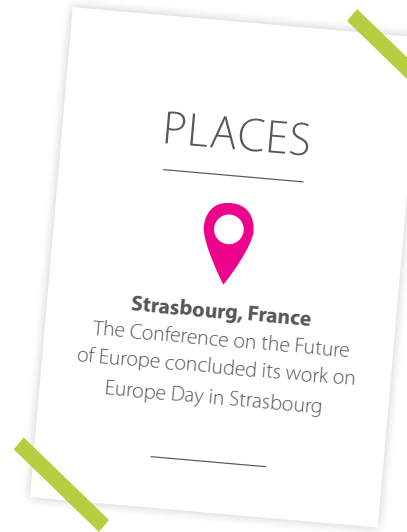 PLACES
Strasbourg, France
The Conference on the Future
of Europe concluded its work on
Europe Day in Strasbourg